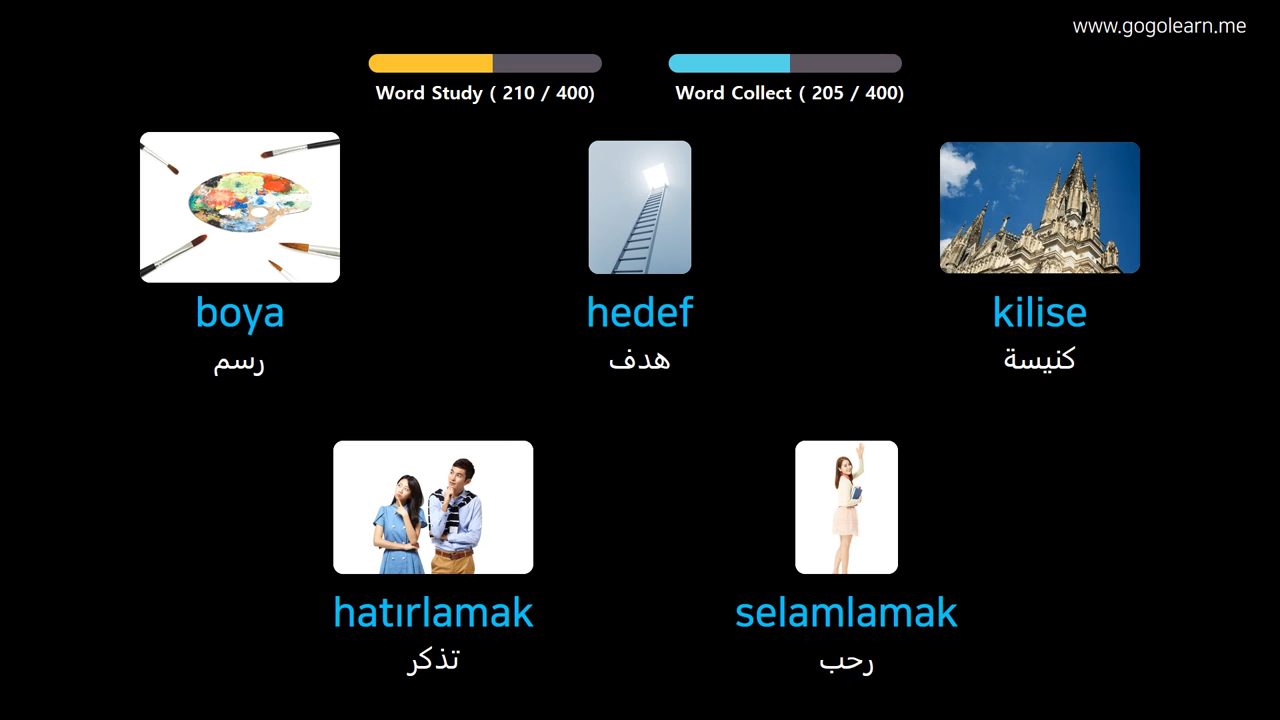 www.gogolearn.me
Word Study ( 210 / 400)
Word Collect ( 205 / 400)
boya
رسم
hedef
هدف
kilise
كنيسة
hatırlamak
تذكر
selamlamak
رحب